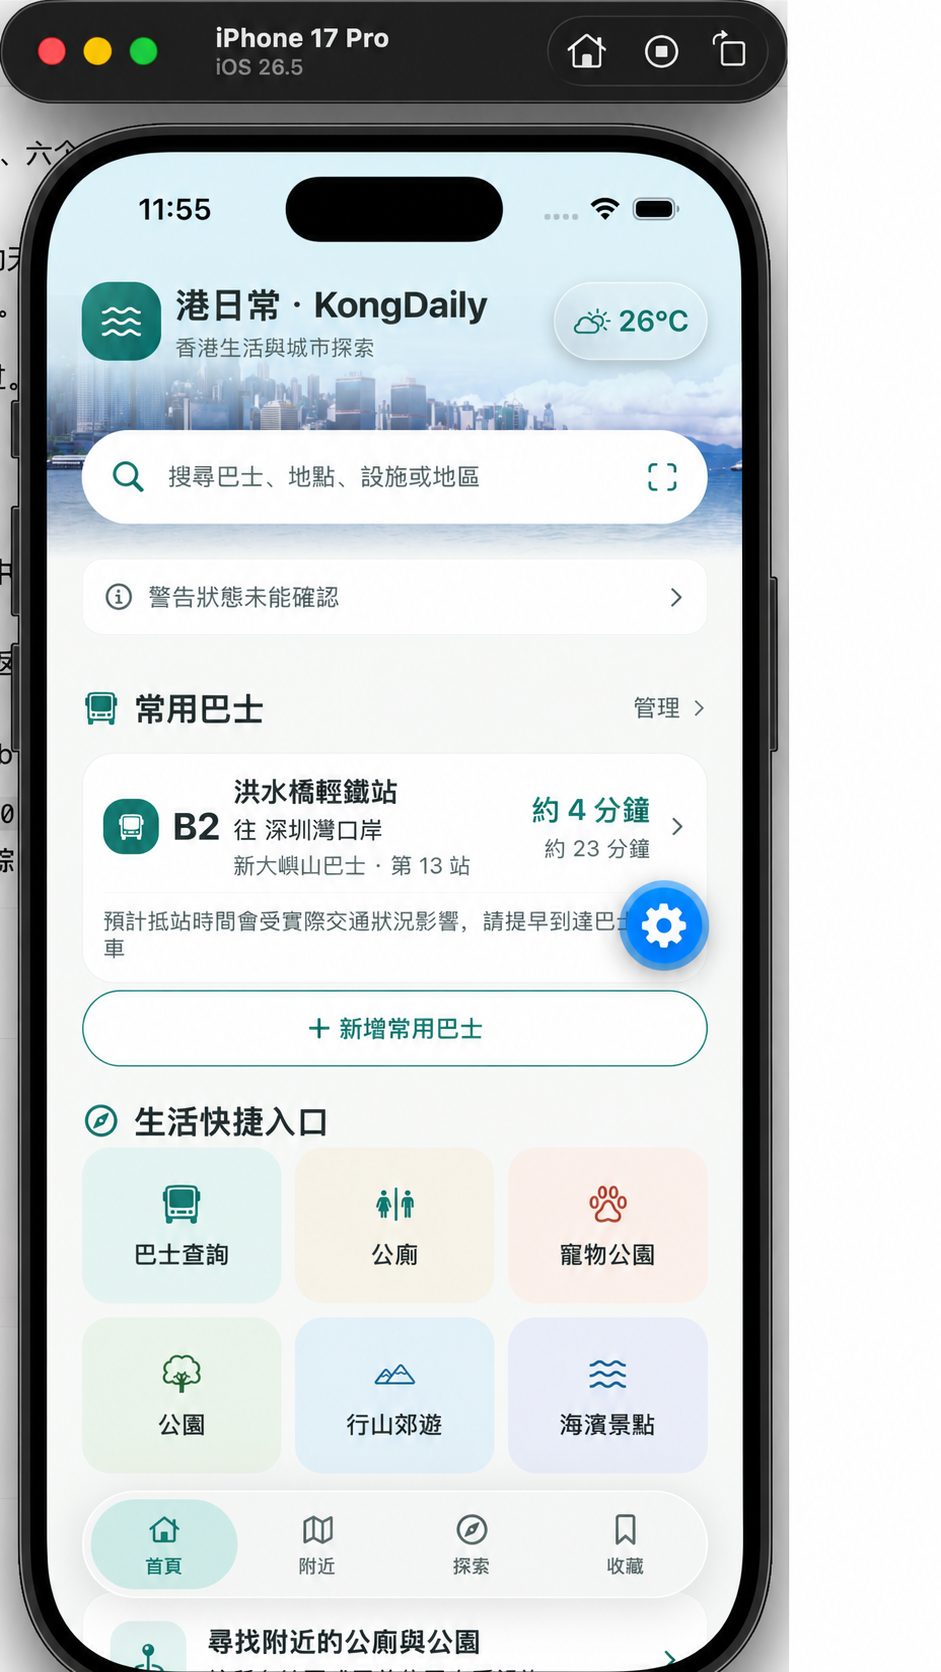 iPhone 17 Pro
iOS 26.5
、六个
11:55
港日常 · KongDaily
26°C
香港生活與城市探索
搜尋巴士、地點、設施或地區
警告狀態未能確認
常用巴士
管理
洪水橋輕鐵站
B2
往 深圳灣口岸
新大嶼山巴士 · 第 13 站
約 4 分鐘
約 23 分鐘
預計抵站時間會受實際交通狀況影響，請提早到達巴士
車
+ 新增常用巴士
生活快捷入口
巴士查詢
公廁
寵物公園
公園
行山郊遊
海濱景點
首頁
附近
探索
收藏
尋找附近的公廁與公園